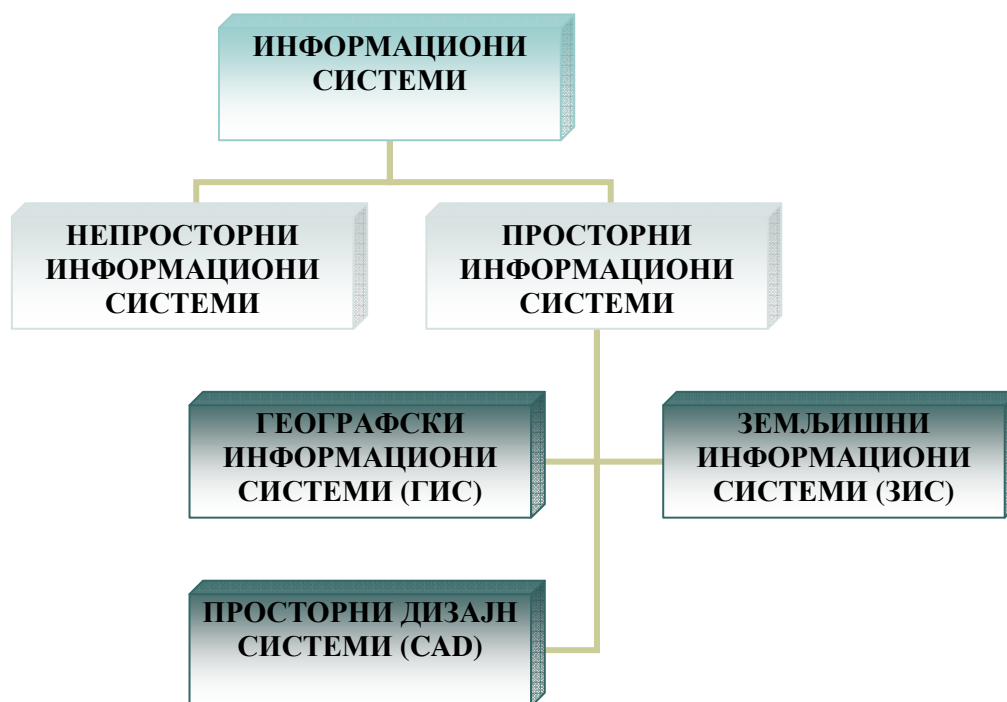 ИНФОРМАЦИОНИ
СИСТЕМИ
НЕПРОСТОРНИ
ИНФОРМАЦИОНИ
СИСТЕМИ
ПРОСТОРНИ
ИНФОРМАЦИОНИ
СИСТЕМИ
ГЕОГРАФСКИ
ИНФОРМАЦИОНИ
СИСТЕМИ (ГИС)
ЗЕМЉИШНИ
ИНФОРМАЦИОНИ
СИСТЕМИ (ЗИС)
ПРОСТОРНИ ДИЗАЈН
СИСТЕМИ (CAD)